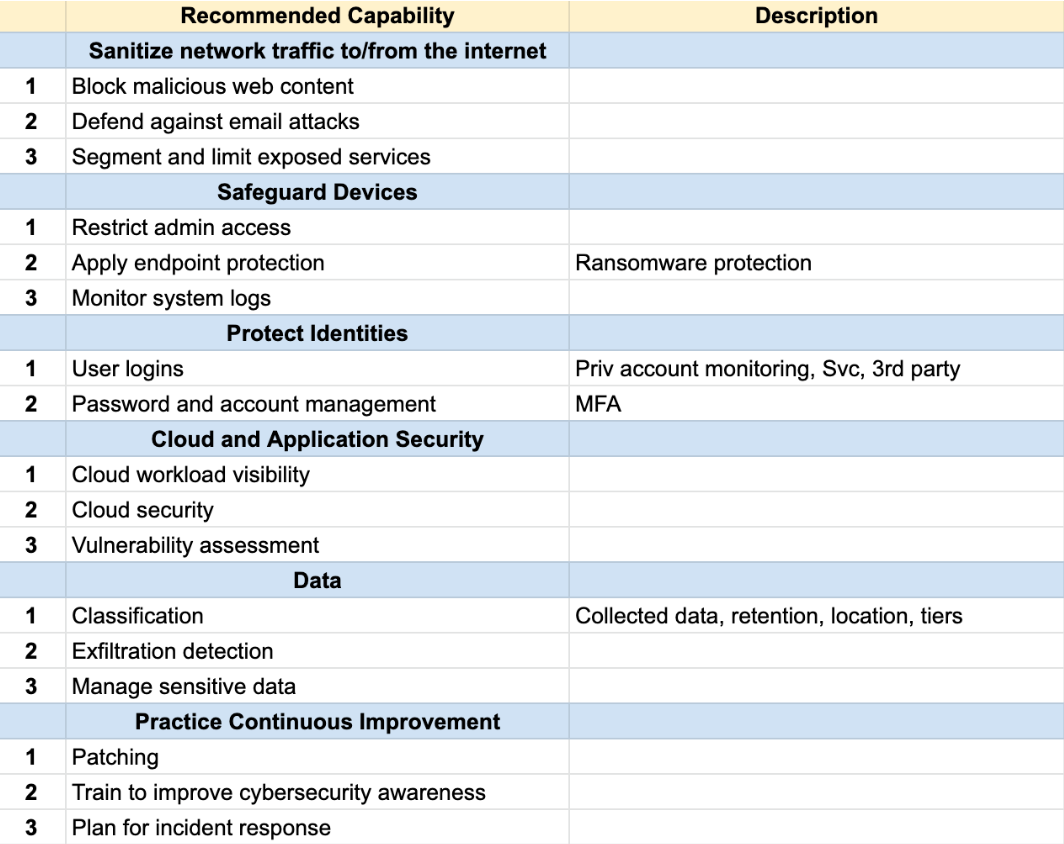 Recommended Capability Description
Sanitize network traffic to/from the internet
1 Block malicious web content
2 Defend against email attacks
3 Segment and limit exposed services
Safeguard Devices
1 Restrict admin access
2 Apply endpoint protection Ransomware protection
3 Monitor system logs
Protect Identities
1 User logins Priv account monitoring, Svc, 3rd party
2 Password and account management MFA
Cloud and Application Security
1 Cloud workload visibility
2 Cloud security
3 Vulnerability assessment
Data
1 Classification Collected data, retention, location, tiers
2 Exfiltration detection
3 Manage sensitive data
Practice Continuous Improvement
1 Patching
2 Train to improve cybersecurity awareness
3 Plan for incident response